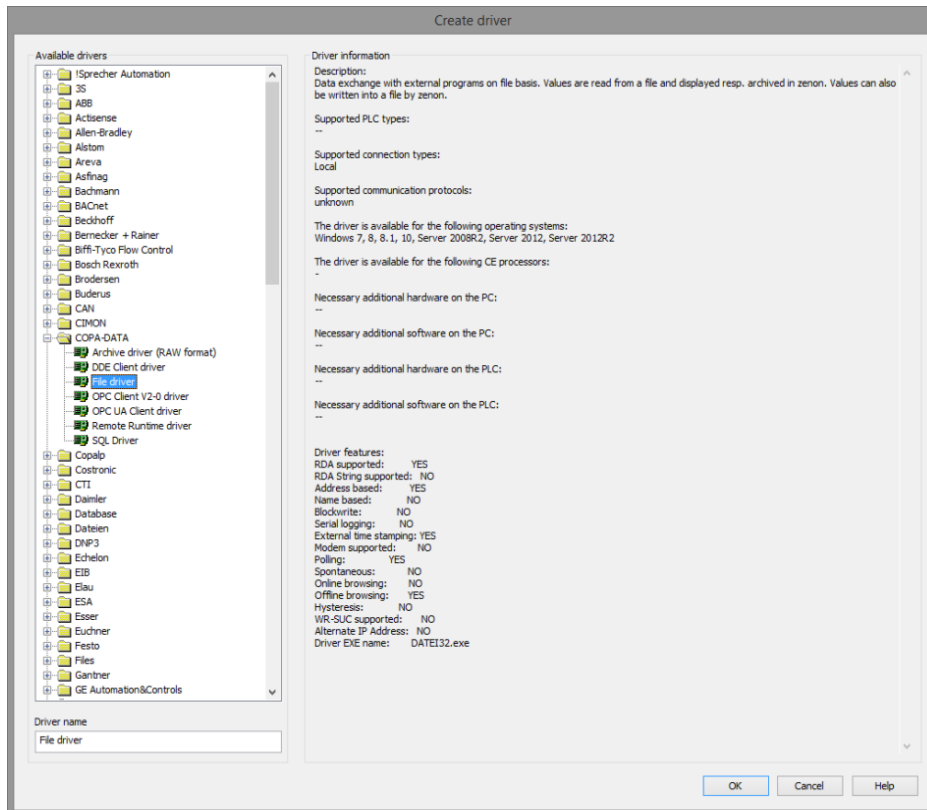 Create driver
Available drivers
!Sprecher Automation
3S
ABB
Actisense
Allen-Bradley
Alstom
Areva
Asfinag
Bachmann
BACnet
Beckhoff
Bernecker + Rainer
Biffi-Tyco Flow Control
Bosch Rexroth
Brodersen
Buderus
CAN
CIMON
COPA-DATA
Archive driver (RAW format)
DDE Client driver
File driver
OPC Client V2-0 driver
OPC UA Client driver
Remote Runtime driver
SQL Driver
Copalp
Costronic
CTI
Daimler
Database
Dateien
DNP3
Echelon
EIB
Elau
ESA
Esser
Euchner
Festo
Files
Gantner
GE Automation&Controls
Driver name
File driver
Driver information
Description:
Data exchange with external programs on file basis. Values are read from a file and displayed resp. archived in zenon. Values can also
be written into a file by zenon.
Supported PLC types:
--
Supported connection types:
Local
Supported communication protocols:
unknown
The driver is available for the following operating systems:
Windows 7, 8, 8.1, 10, Server 2008R2, Server 2012, Server 2012R2
The driver is available for the following CE processors:
-
Necessary additional hardware on the PC:
--
Necessary additional software on the PC:
--
Necessary additional hardware on the PLC:
--
Necessary additional software on the PLC:
--
Driver features:
RDA supported: YES
RDA String supported: NO
Address based: YES
Name based: NO
Blockwrite: NO
Serial logging: NO
External time stamping: YES
Modem supported: NO
Polling: YES
Spontaneous: NO
Online browsing: NO
Offline browsing: YES
Hysteresis: NO
WR-SUC supported: NO
Alternate IP Address: NO
Driver EXE name: DATEI32.exe
OK
Cancel
Help